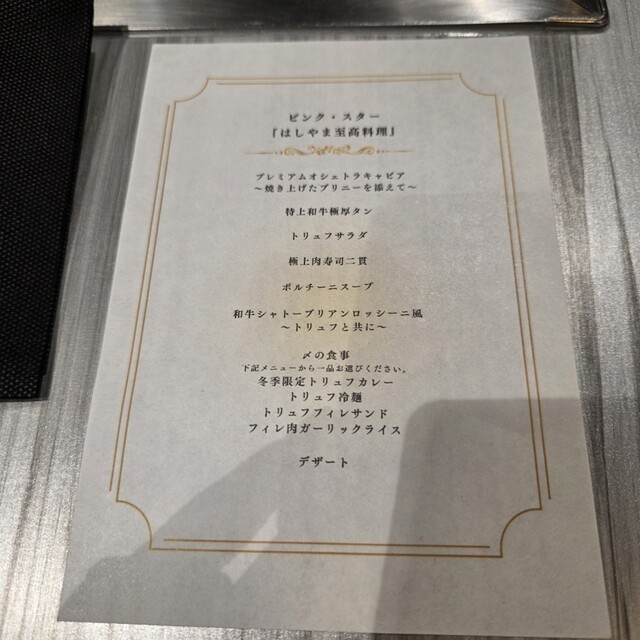 ピンク・スター
『はしやま至高料理』
プレミアムオシェトラキャビア
～焼き上げたブリニーを添えて～
特上和牛極厚タン
トリュフサラダ
極上肉寿司二貫
ポルチーニスープ
和牛シャトーブリアンロッシーニ風
～トリュフと共に～
〆の食事
下記メニューから一品お選びください。
冬季限定トリュフカレー
トリュフ冷麺
トリュフフィレサンド
フィレ肉ガーリックライス
デザート